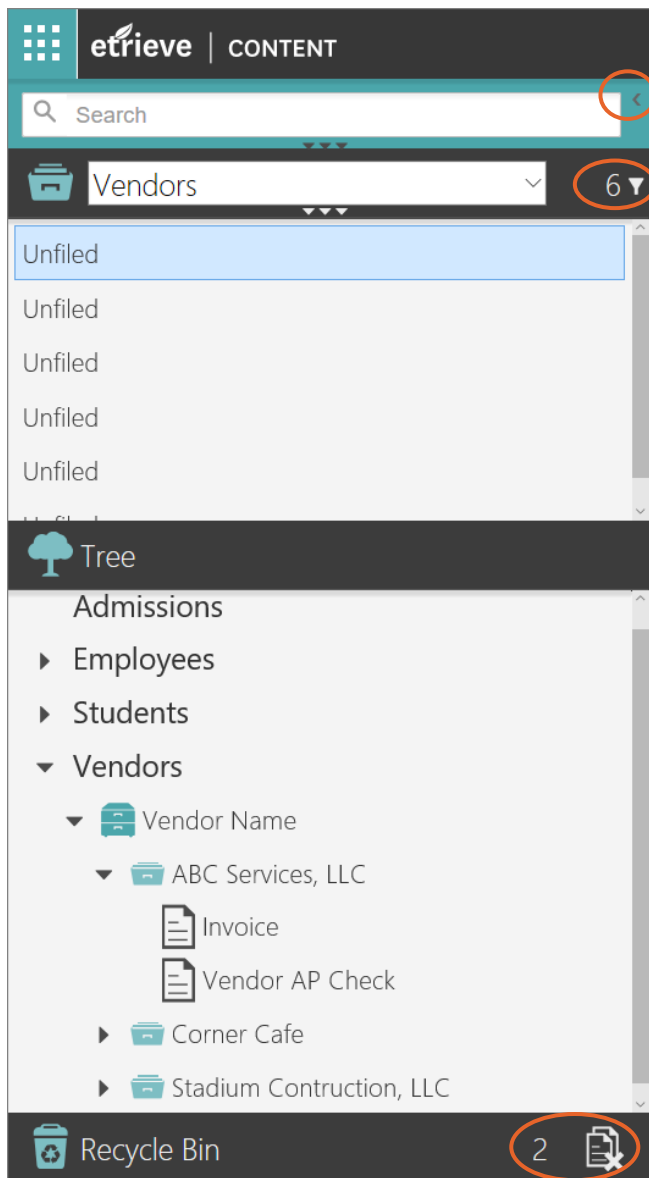 etrieve | CONTENT
Search
Vendors
6
Unfiled
Unfiled
Unfiled
Unfiled
Unfiled
Unfiled
Tree
Admissions
Employees
Students
Vendors
Vendor Name
ABC Services, LLC
Invoice
Vendor AP Check
Corner Cafe
Stadium Contruction, LLC
Recycle Bin
2